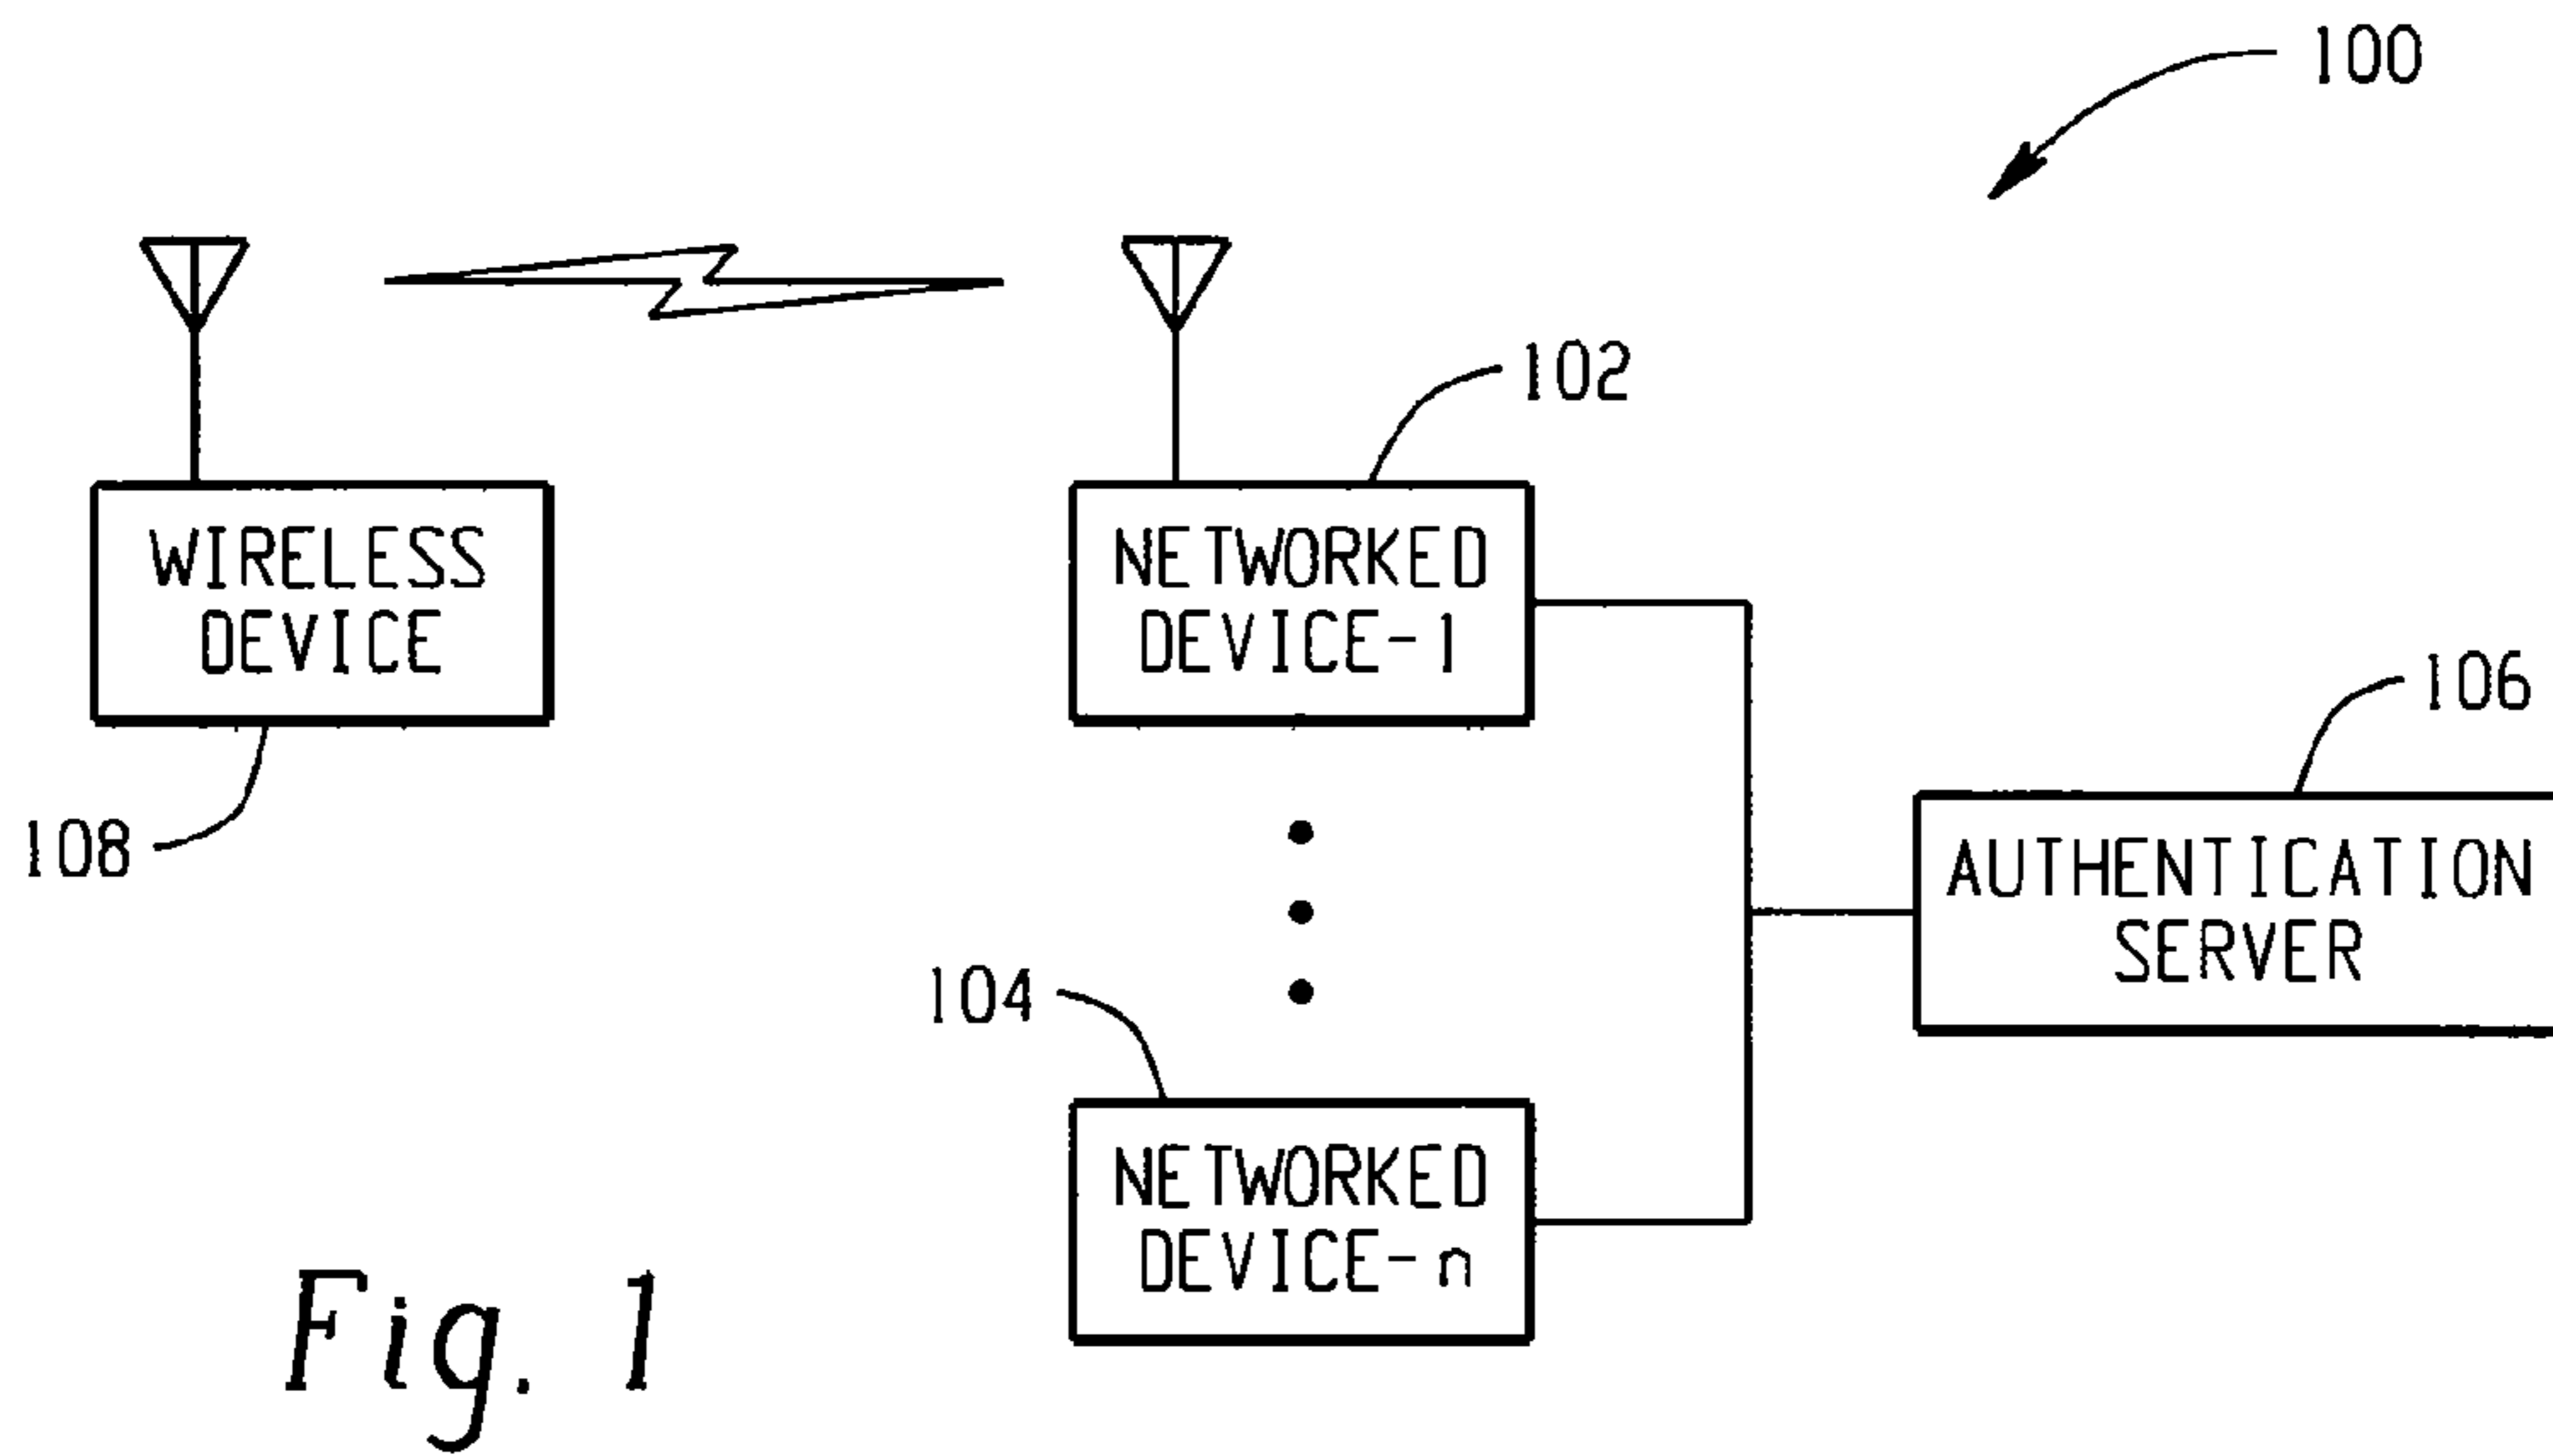 100
102
WIRELESS
DEVICE
108
NETWORKED
DEVICE-1
106
AUTHENTICATION
SERVER
104
NETWORKED
DEVICE-n
Fig. 1